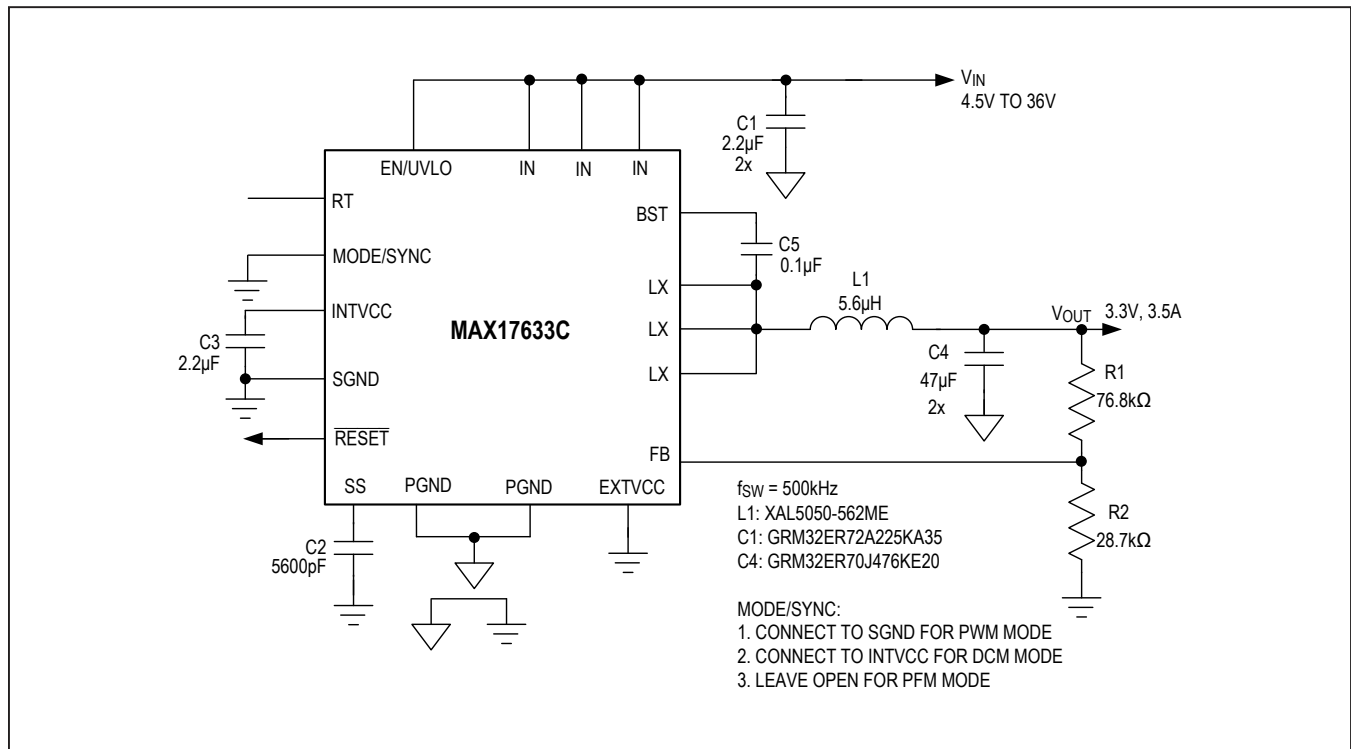 VIN
4.5V TO 36V
C1
2.2µF
2x
EN/UVLO
IN
IN
IN
RT
BST
MODE/SYNC
C5
0.1µF
LX
L1
5.6µH
INTVCC
MAX17633C
LX
VOUT
3.3V, 3.5A
C3
2.2µF
SGND
LX
C4
47µF
2x
R1
76.8kΩ
RESET
FB
SS
PGND
PGND
EXTVCC
C2
5600pF
R2
28.7kΩ
fSW = 500kHz
L1: XAL5050-562ME
C1: GRM32ER72A225KA35
C4: GRM32ER70J476KE20
MODE/SYNC:
1. CONNECT TO SGND FOR PWM MODE
2. CONNECT TO INTVCC FOR DCM MODE
3. LEAVE OPEN FOR PFM MODE